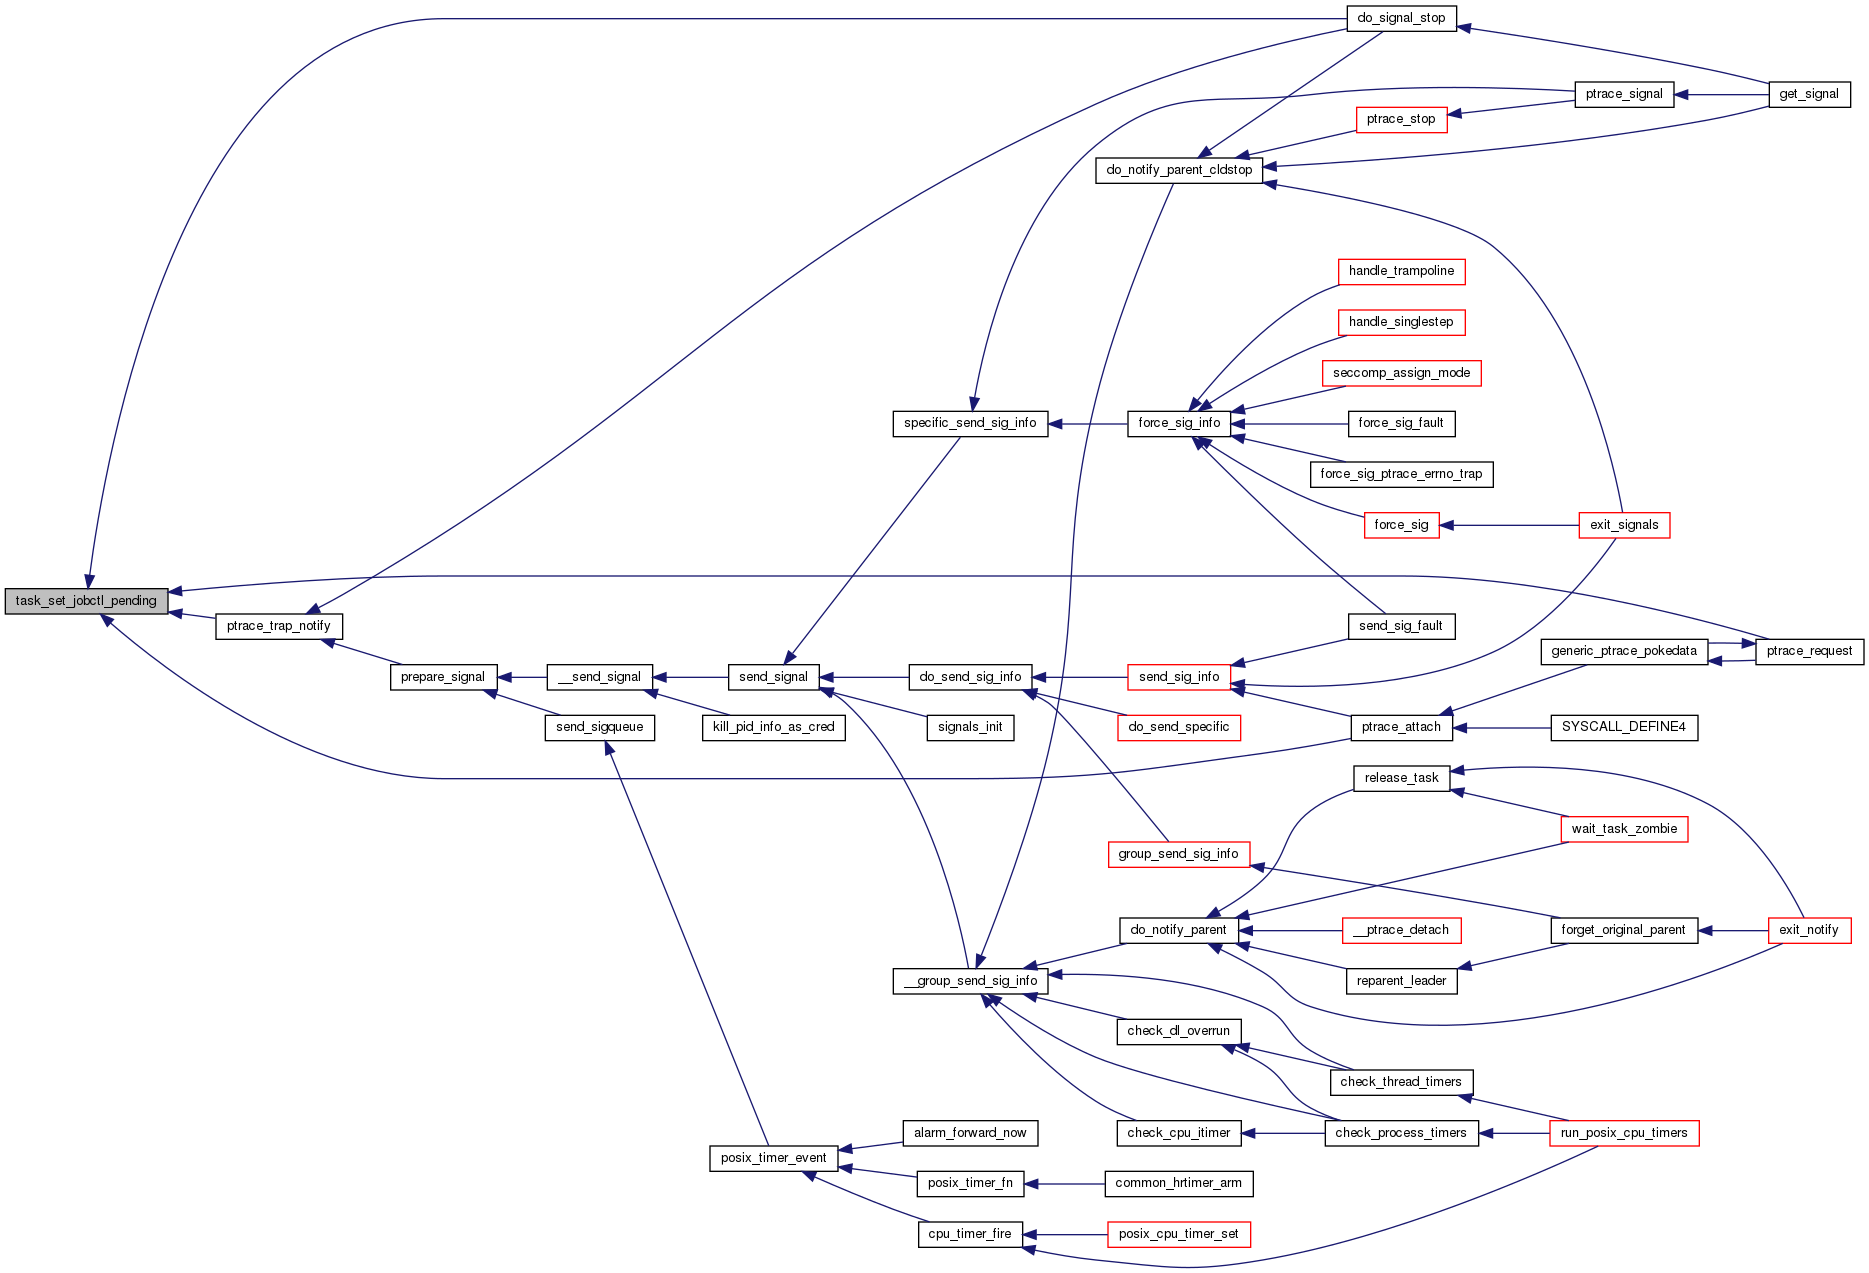 do_signal_stop
ptrace_signal
get_signal
ptrace_stop
do_notify_parent_cldstop
handle_trampoline
handle_singlestep
seccomp_assign_mode
specific_send_sig_info
force_sig_info
force_sig_fault
force_sig_ptrace_errno_trap
force_sig
exit_signals
task_set_jobctl_pending
ptrace_trap_notify
send_sig_fault
generic_ptrace_pokedata
ptrace_request
prepare_signal
__send_signal
send_signal
do_send_sig_info
send_sig_info
send_sigqueue
kill_pid_info_as_cred
signals_init
do_send_specific
ptrace_attach
SYSCALL_DEFINE4
release_task
wait_task_zombie
group_send_sig_info
do_notify_parent
__ptrace_detach
forget_original_parent
exit_notify
__group_send_sig_info
reparent_leader
check_dl_overrun
check_thread_timers
alarm_forward_now
check_cpu_itimer
check_process_timers
run_posix_cpu_timers
posix_timer_event
posix_timer_fn
common_hrtimer_arm
cpu_timer_fire
posix_cpu_timer_set